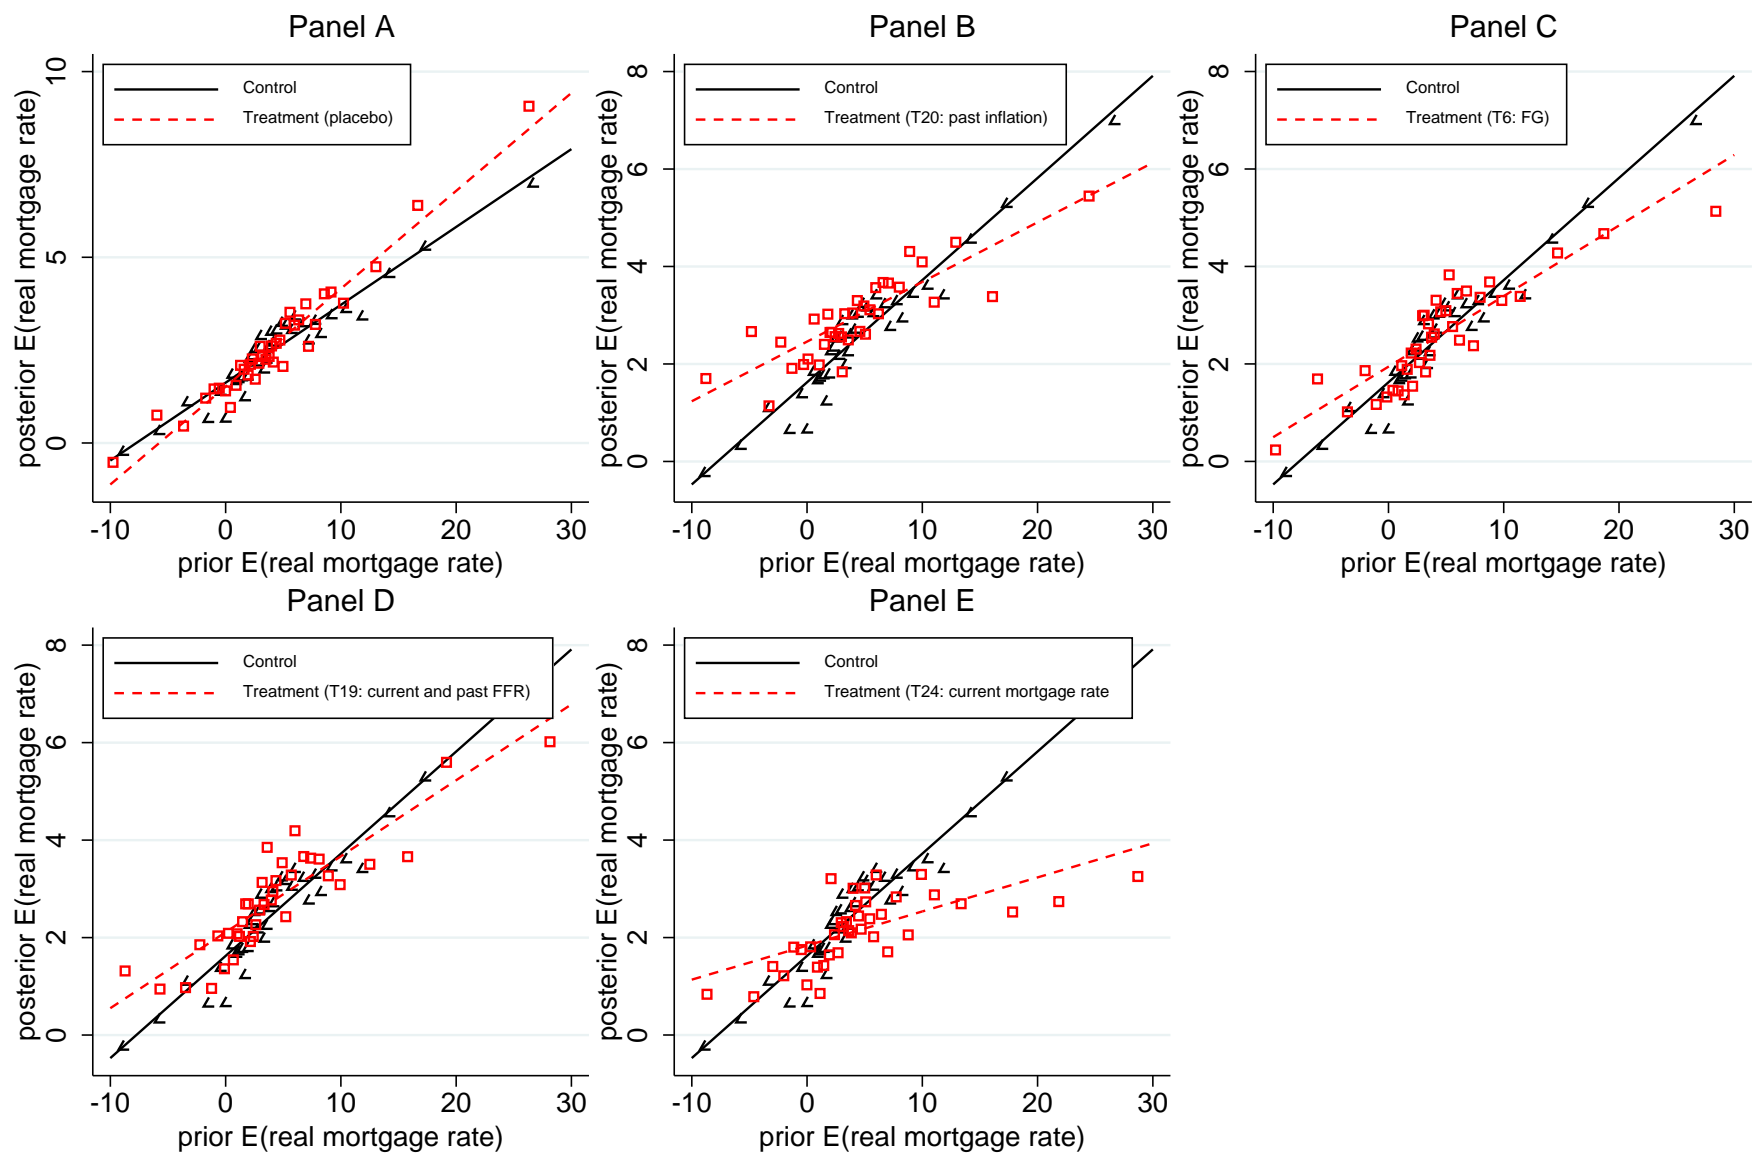 Panel A
posterior E(real mortgage rate)
10
5
0
Control
Treatment (placebo)
-10 0 10 20 30
prior E(real mortgage rate)
Panel B
posterior E(real mortgage rate)
8
6
4
2
0
Control
Treatment (T20: past inflation)
-10 0 10 20 30
prior E(real mortgage rate)
Panel C
posterior E(real mortgage rate)
8
6
4
2
0
Control
Treatment (T6: FG)
-10 0 10 20 30
prior E(real mortgage rate)
Panel D
posterior E(real mortgage rate)
8
6
4
2
0
Control
Treatment (T19: current and past FFR)
-10 0 10 20 30
prior E(real mortgage rate)
Panel E
posterior E(real mortgage rate)
8
6
4
2
0
Control
Treatment (T24: current mortgage rate
-10 0 10 20 30
prior E(real mortgage rate)